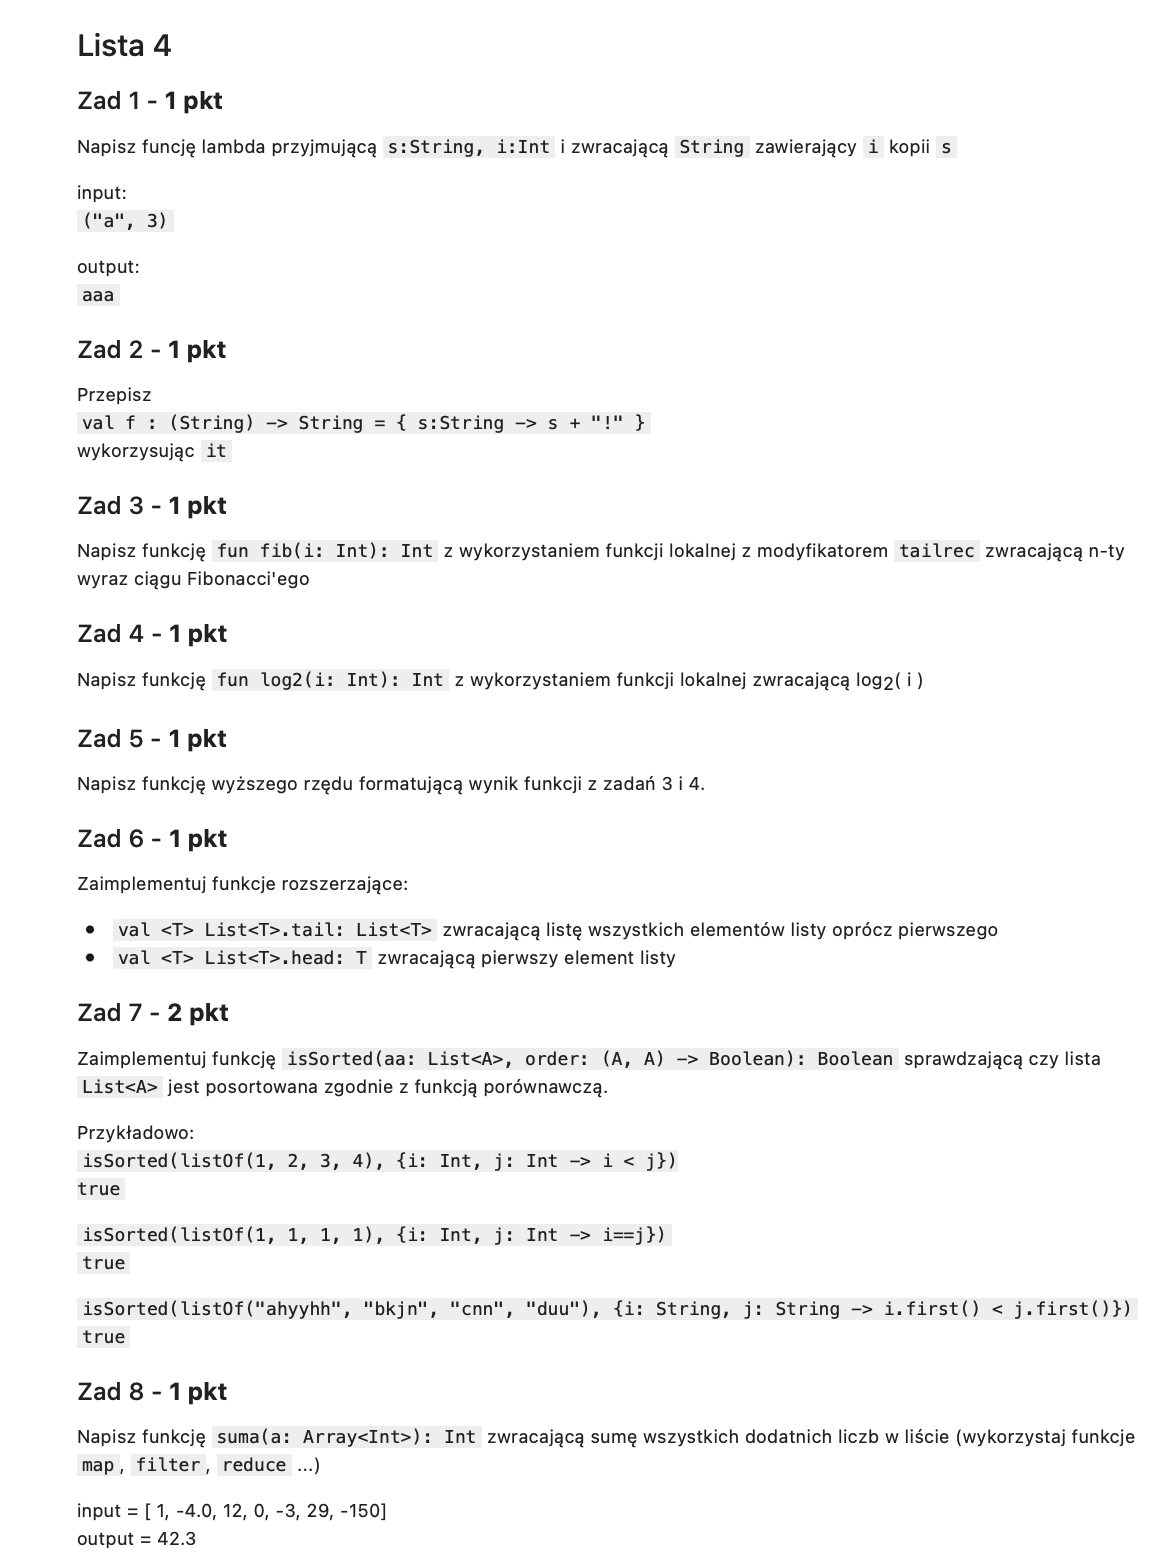 Lista 4
Zad 1 - 1 pkt
Napisz funcję lambda przyjmującą s:String, i:Int i zwracającą String zawierający i kopii s
input:
("a", 3)
output:
aaa
Zad 2 - 1 pkt
Przepisz
val f : (String) -> String = { s:String -> s + "!" }
wykorzysując it
Zad 3 - 1 pkt
Napisz funkcję fun fib(i: Int): Int z wykorzystaniem funkcji lokalnej z modyfikatorem tailrec zwracającą n-ty
wyraz ciągu Fibonacci'ego
Zad 4 - 1 pkt
Napisz funkcję fun log2(i: Int): Int z wykorzystaniem funkcji lokalnej zwracającą log2( i )
Zad 5 - 1 pkt
Napisz funkcję wyższego rzędu formatującą wynik funkcji z zadań 3 i 4.
Zad 6 - 1 pkt
Zaimplementuj funkcje rozszerzające:
• val <T> List<T>.tail: List<T> zwracającą listę wszystkich elementów listy oprócz pierwszego
• val <T> List<T>.head: T zwracającą pierwszy element listy
Zad 7 - 2 pkt
Zaimplementuj funkcję isSorted(aa: List<A>, order: (A, A) -> Boolean): Boolean sprawdzającą czy lista
List<A> jest posortowana zgodnie z funkcją porównawczą.
Przykładowo:
isSorted(listOf(1, 2, 3, 4), {i: Int, j: Int -> i < j})
true
isSorted(listOf(1, 1, 1, 1), {i: Int, j: Int -> i==j})
true
isSorted(listOf("ahyyhh", "bkjn", "cnn", "duu"), {i: String, j: String -> i.first() < j.first()})
true
Zad 8 - 1 pkt
Napisz funkcję suma(a: Array<Int>): Int zwracającą sumę wszystkich dodatnich liczb w liście (wykorzystaj funkcje
map, filter, reduce ...)
input = [ 1, -4.0, 12, 0, -3, 29, -150]
output = 42.3